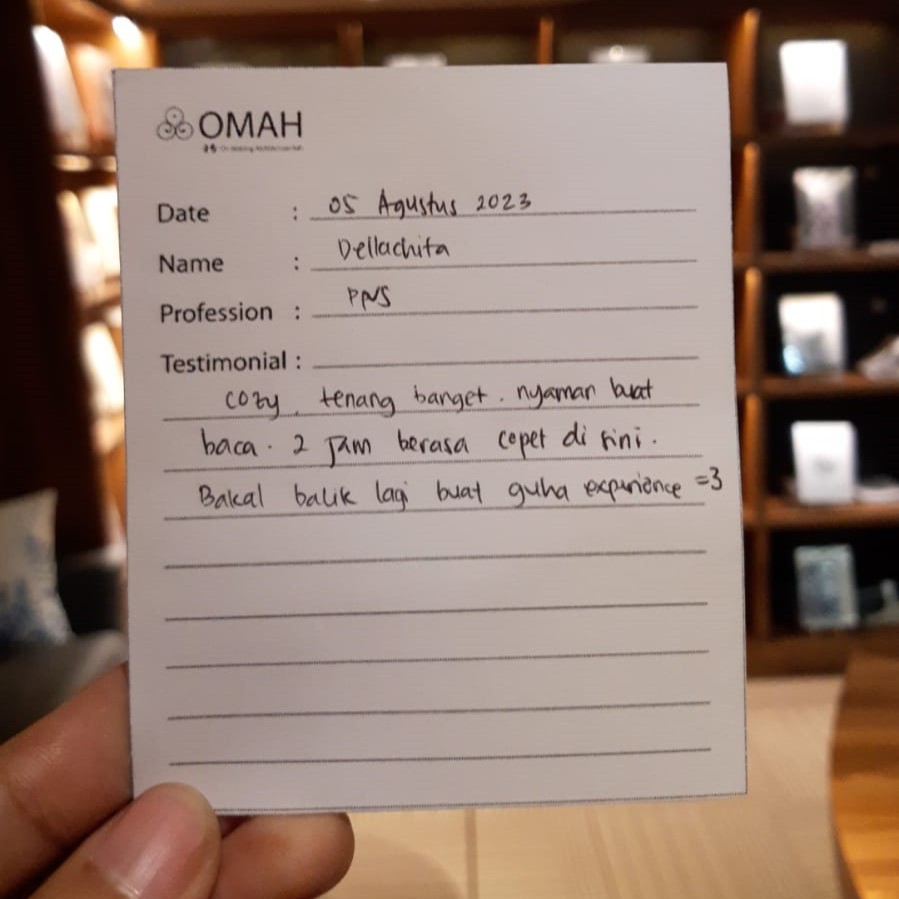 OMAH
Date : 05 Agustus 2023
Name : Dellachita
Profession : PNS
Testimonial :
cozy, tenang banget. nyaman buat
baca. 2 jam berasa cepet di sini.
Bakal balik lagi buat guha experience =3